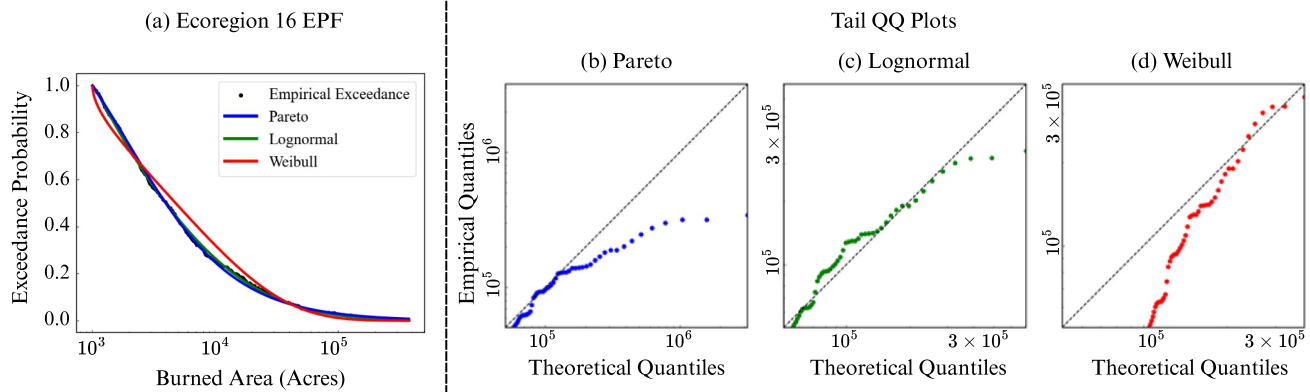 (a) Ecoregion 16 EPF
Exceedance Probability
1.0
0.8
0.6
0.4
0.2
0.0
10³
10⁴
10⁵
Burned Area (Acres)
Empirical Exceedance
Pareto
Lognormal
Weibull
Tail QQ Plots
(b) Pareto
Empirical Quantiles
10⁶
10⁵
10⁵
10⁶
Theoretical Quantiles
(c) Lognormal
3 × 10⁵
10⁵
10⁵
3 × 10⁵
Theoretical Quantiles
(d) Weibull
3 × 10⁵
10⁵
10⁵
3 × 10⁵
Theoretical Quantiles